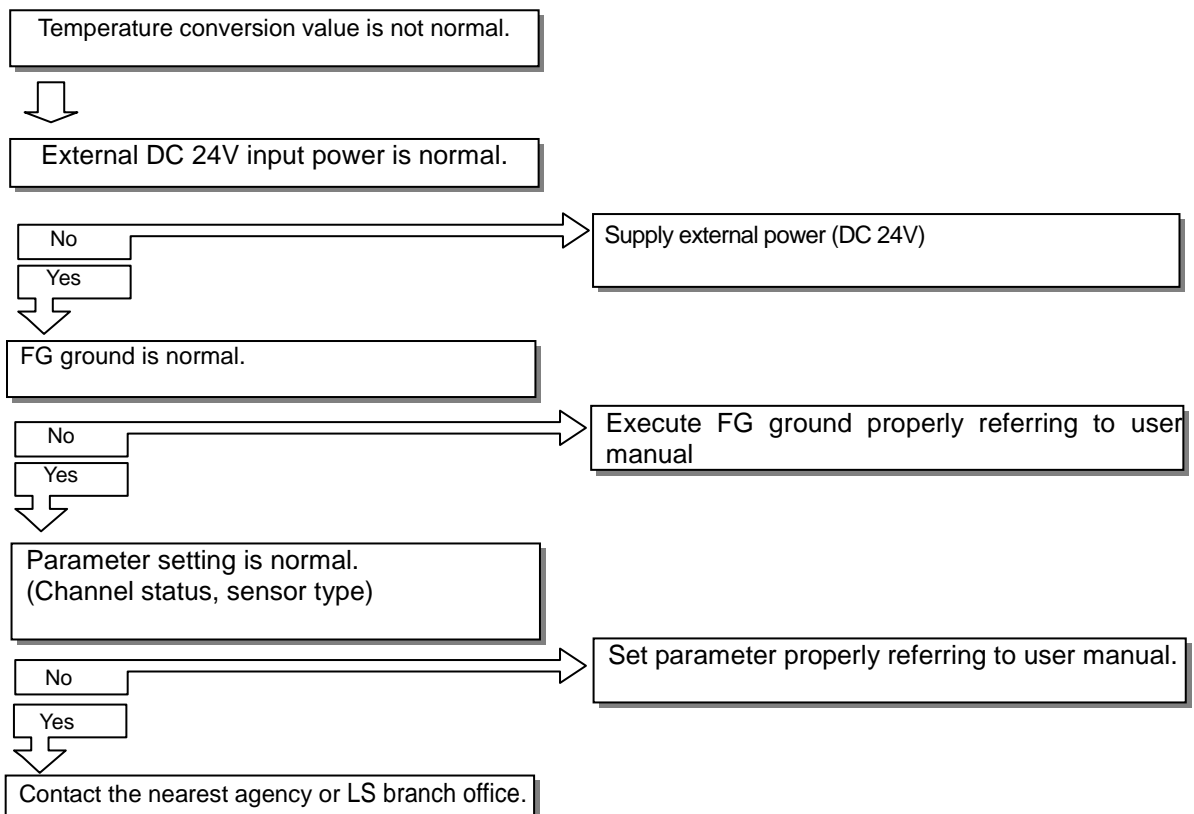 Temperature conversion value is not normal.
External DC 24V input power is normal.
No
Supply external power (DC 24V)
Yes
FG ground is normal.
No
Execute FG ground properly referring to user
manual
Yes
Parameter setting is normal.
(Channel status, sensor type)
No
Set parameter properly referring to user manual.
Yes
Contact the nearest agency or LS branch office.